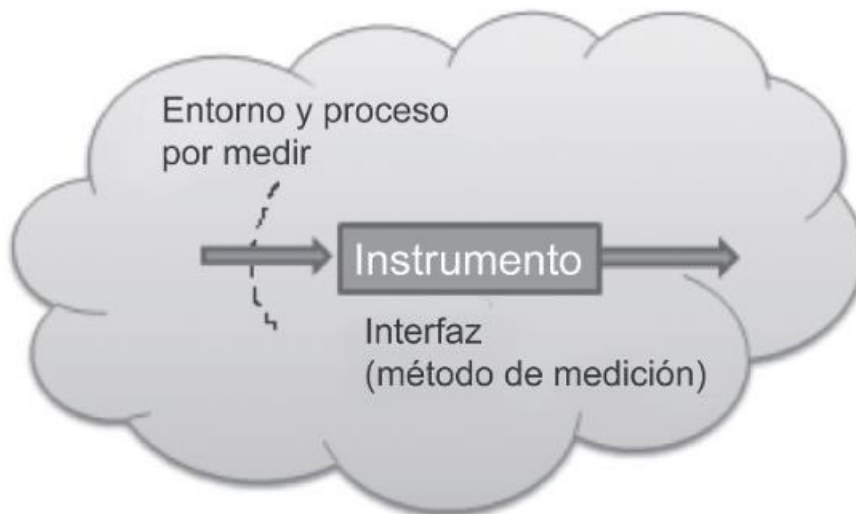 Entorno y proceso
por medir
Instrumento
Interfaz
(método de medición)